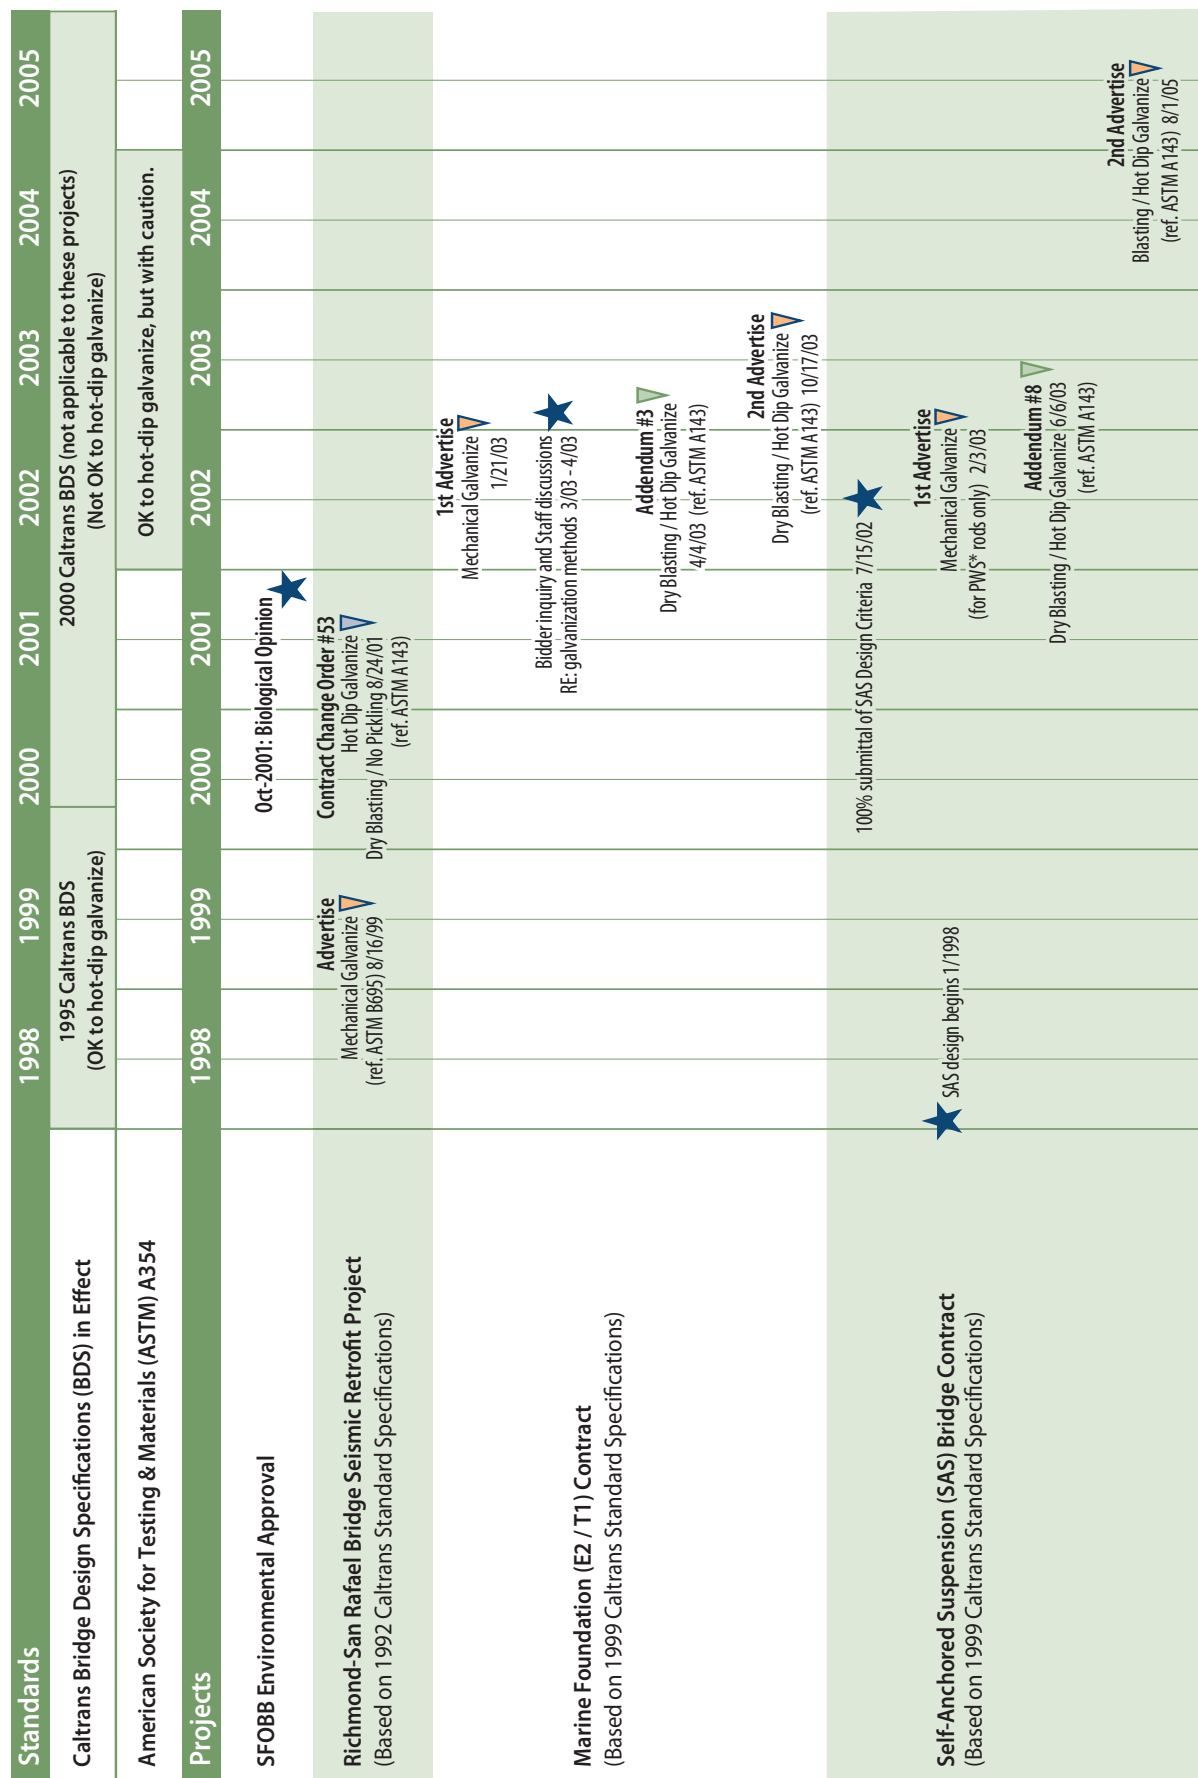 Standards
1998
1999
2000
2001
2002
2003
2004
2005
Caltrans Bridge Design Specifications (BDS) in Effect
1995 Caltrans BDS
(OK to hot-dip galvanize)
2000 Caltrans BDS (not applicable to these projects)
(Not OK to hot-dip galvanize)
American Society for Testing & Materials (ASTM) A354
OK to hot-dip galvanize, but with caution.
Projects
1998
1999
2000
2001
2002
2003
2004
2005
SFOBB Environmental Approval
Oct-2001: Biological Opinion
Richmond-San Rafael Bridge Seismic Retrofit Project
(Based on 1992 Caltrans Standard Specifications)
Advertise
Mechanical Galvanize
(ref. ASTM B695) 8/16/99
Contract Change Order #53
Hot Dip Galvanize
Dry Blasting / No Pickling 8/24/01
(ref. ASTM A143)
Marine Foundation (E2 / T1) Contract
(Based on 1999 Caltrans Standard Specifications)
1st Advertise
Mechanical Galvanize
1/21/03
Bidder inquiry and Staff discussions
RE: galvanization methods 3/03 - 4/03
Addendum #3
Dry Blasting / Hot Dip Galvanize
4/4/03 (ref. ASTM A143)
2nd Advertise
Dry Blasting / Hot Dip Galvanize
(ref. ASTM A143) 10/17/03
Self-Anchored Suspension (SAS) Bridge Contract
(Based on 1999 Caltrans Standard Specifications)
100% submittal of SAS Design Criteria 7/15/02
SAS design begins 1/1998
1st Advertise
Mechanical Galvanize
(for PWS* rods only) 2/3/03
Addendum #8
Dry Blasting / Hot Dip Galvanize 6/6/03
(ref. ASTM A143)
2nd Advertise
Blasting / Hot Dip Galvanize
(ref. ASTM A143) 8/1/05